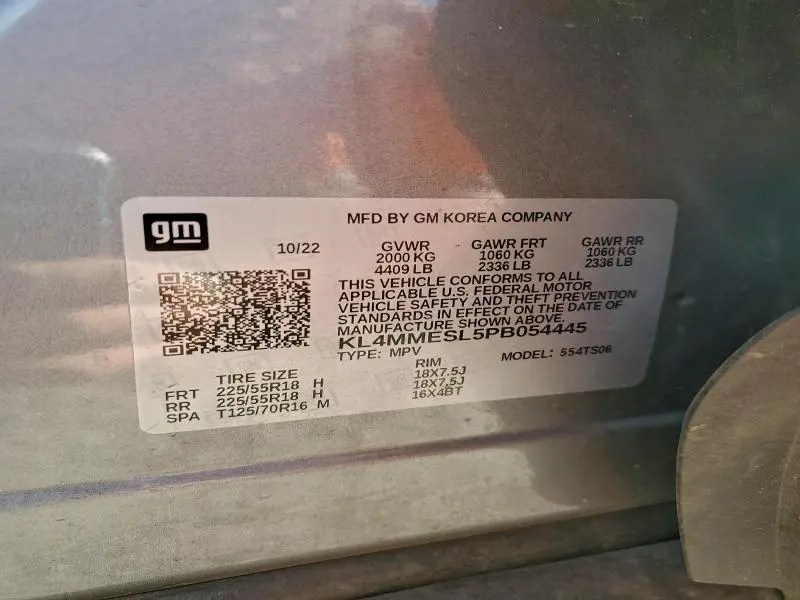 gm
MFD BY GM KOREA COMPANY
10/22
GVWR GAWR FRT GAWR RR
2000 KG 1060 KG 1060 KG
4409 LB 2336 LB 2336 LB
THIS VEHICLE CONFORMS TO ALL
APPLICABLE U.S. FEDERAL MOTOR
VEHICLE SAFETY AND THEFT PREVENTION
STANDARDS IN EFFECT ON THE DATE OF
MANUFACTURE SHOWN ABOVE.
KL4MMESL5PB054445
TYPE: MPV MODEL: 554TS06
TIRE SIZE RIM
FRT 225/55R18 H 18X7.5J
RR 225/55R18 H 18X7.5J
SPA T125/70R16 M 16X4BT